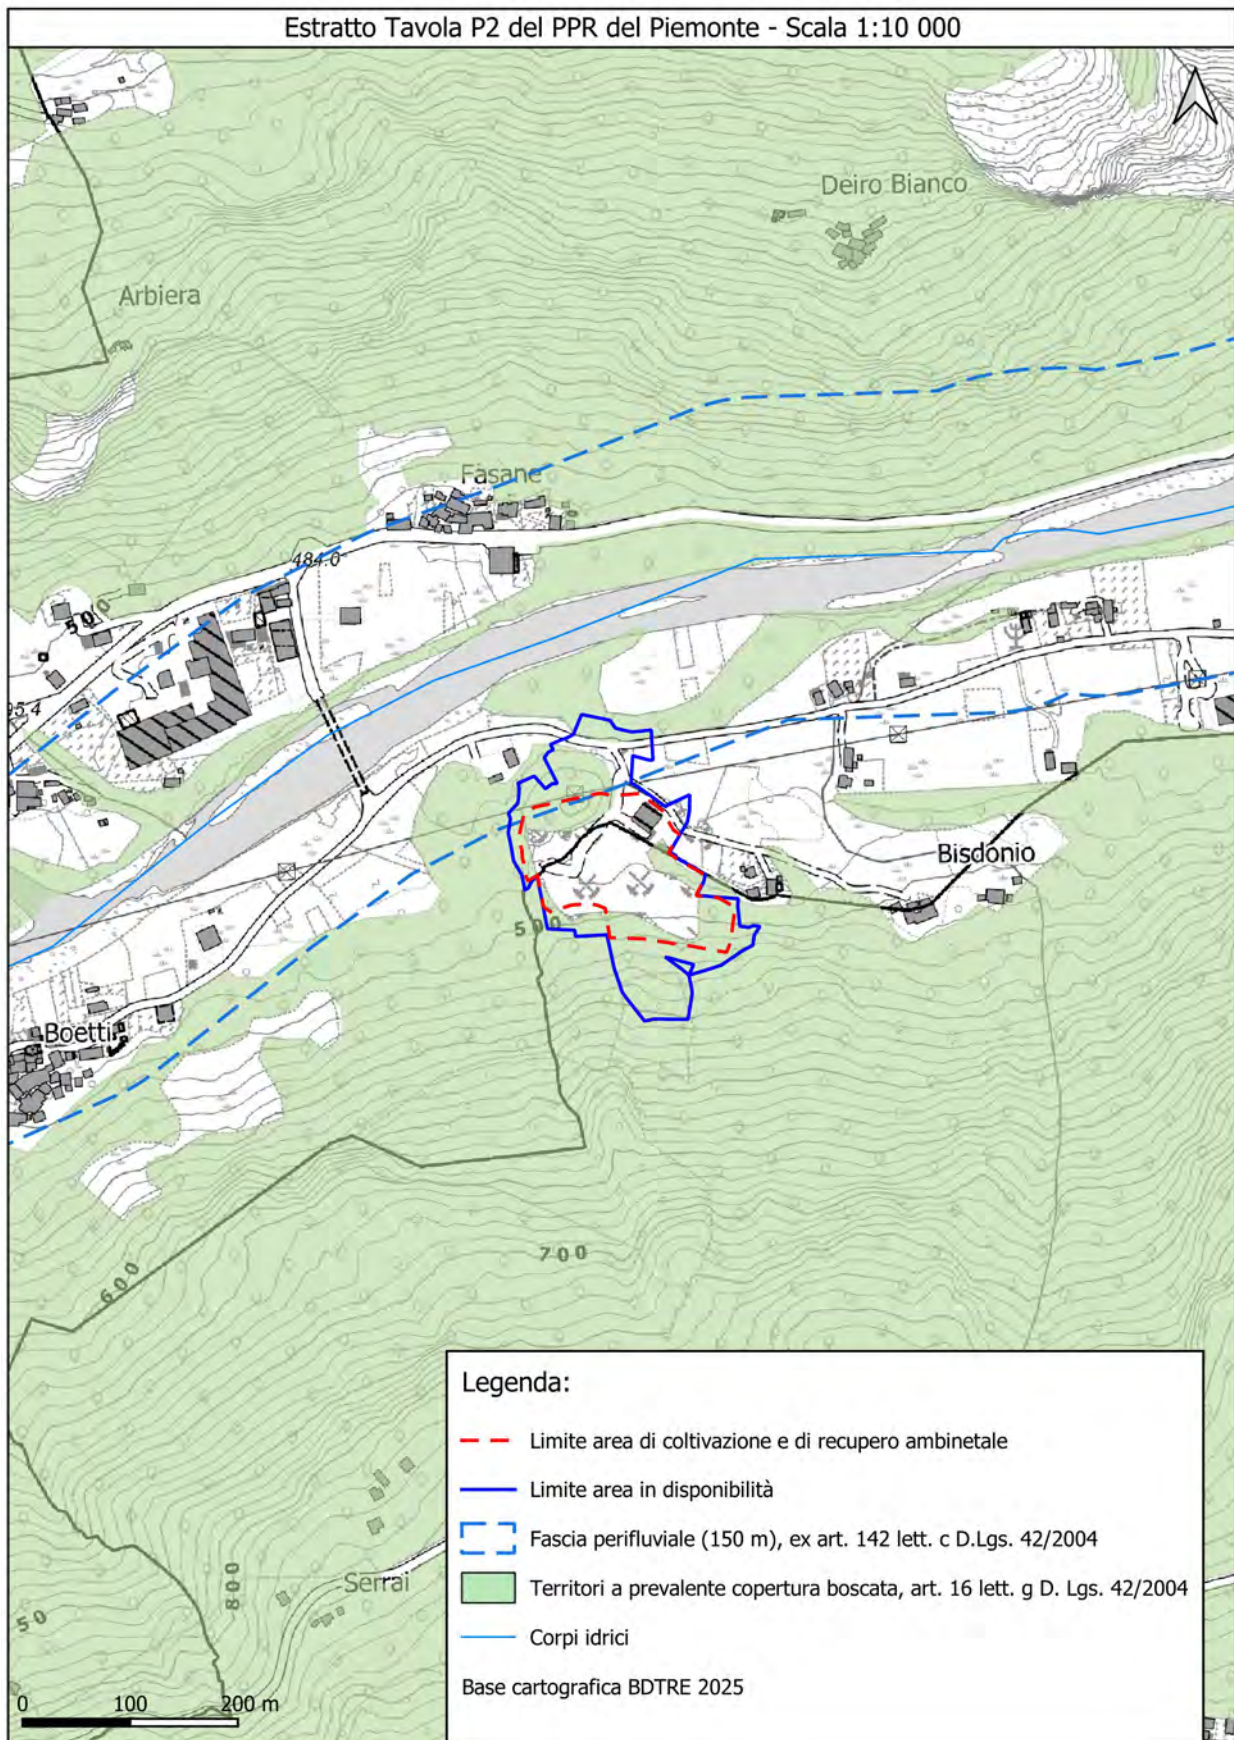 Estratto Tavola P2 del PPR del Piemonte - Scala 1:10 000
Deiro Bianco
Arbiera
Fasane
484.0
500
95.4
Bisdonio
500
Boetti
700
600
Legenda:
Limite area di coltivazione e di recupero ambinetale
Limite area in disponibilità
Fascia perifluviale (150 m), ex art. 142 lett. c D.Lgs. 42/2004
Territori a prevalente copertura boscata, art. 16 lett. g D. Lgs. 42/2004
Corpi idrici
Base cartografica BDTRE 2025
Serrai
800
50
0 100 200 m